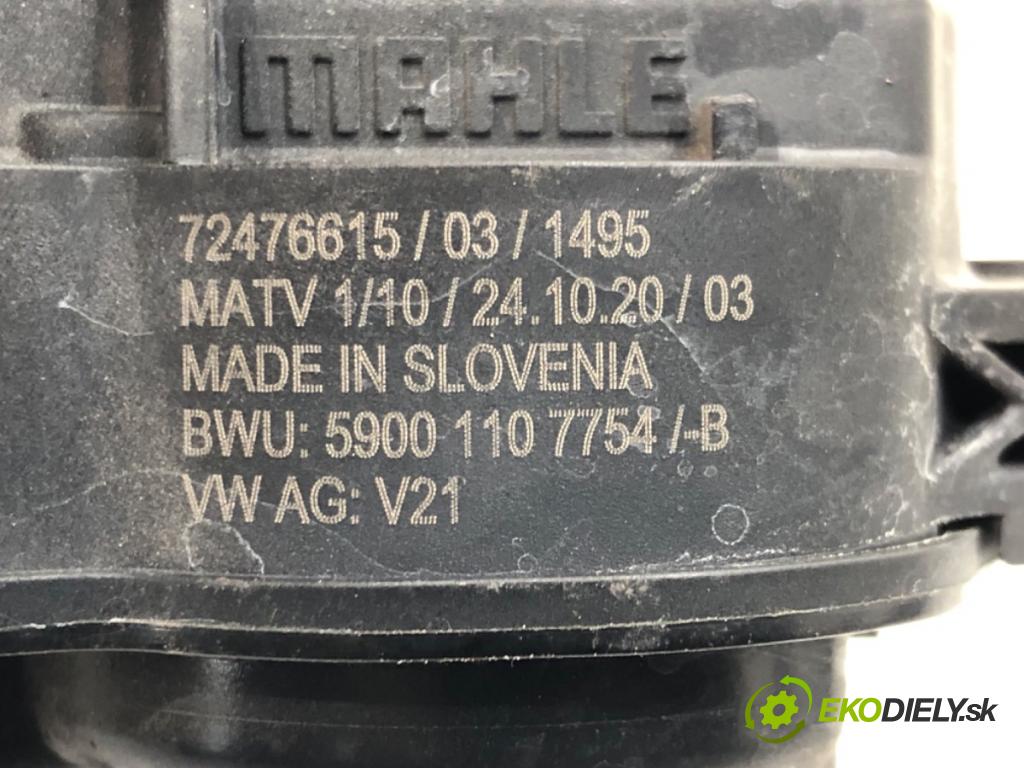 MAHLE
72476615 / 03 / 1495
MATV 1/10 / 24.10.20 / 03
MADE IN SLOVENIA
BWU: 5900 110 7754 /-B
VW AG: V21
EKODIELY.sk